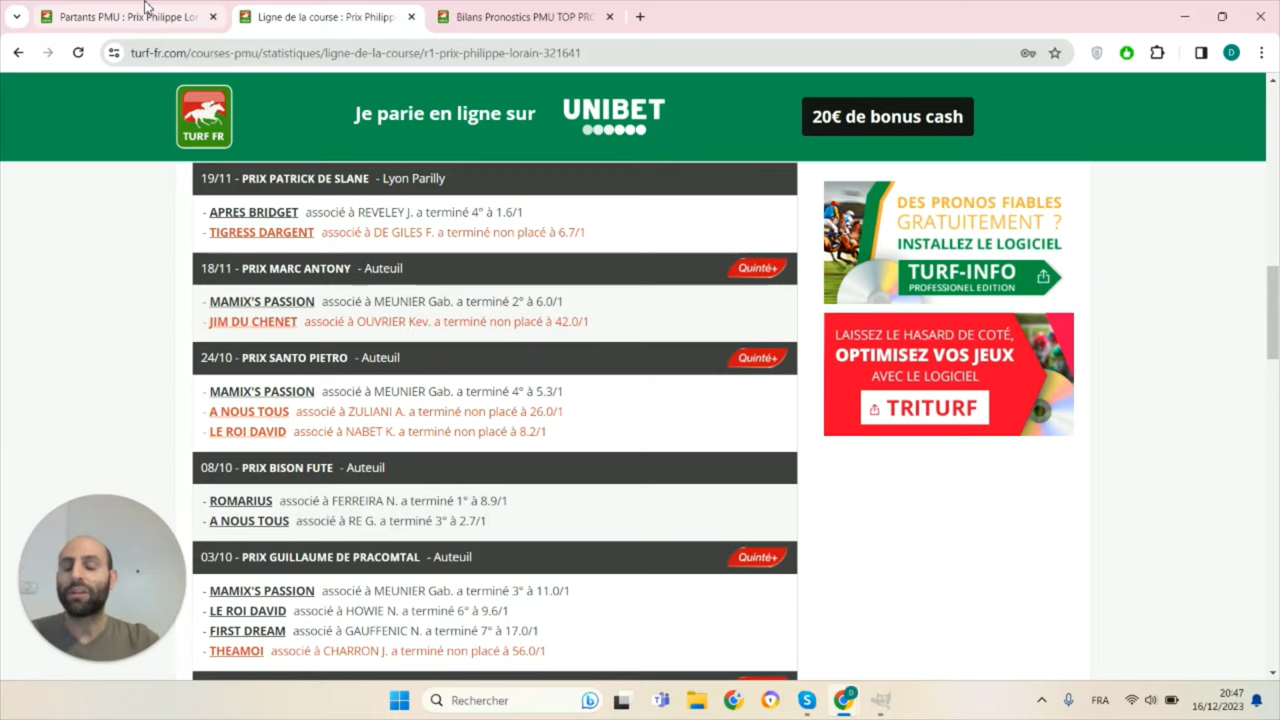 Partants PMU : Prix Philippe Lor
Ligne de la course : Prix Philipp
Bilans Pronostics PMU TOP PRO
turf-fr.com/courses-pmu/statistiques/ligne-de-la-course/r1-prix-philippe-lorain-321641
D
TURF FR
Je parie en ligne sur
UNIBET
20€ de bonus cash
19/11 - PRIX PATRICK DE SLANE - Lyon Parilly
- APRES BRIDGET associé à REVELEY J. a terminé 4° à 1.6/1
- TIGRESS DARGENT associé à DE GILES F. a terminé non placé à 6.7/1
18/11 - PRIX MARC ANTONY - Auteuil
Quinté+
- MAMIX'S PASSION associé à MEUNIER Gab. a terminé 2° à 6.0/1
- JIM DU CHENET associé à OUVRIER Kev. a terminé non placé à 42.0/1
24/10 - PRIX SANTO PIETRO - Auteuil
Quinté+
- MAMIX'S PASSION associé à MEUNIER Gab. a terminé 4° à 5.3/1
- A NOUS TOUS associé à ZULIANI A. a terminé non placé à 26.0/1
- LE ROI DAVID associé à NABET K. a terminé non placé à 8.2/1
08/10 - PRIX BISON FUTE - Auteuil
- ROMARIUS associé à FERREIRA N. a terminé 1° à 8.9/1
- A NOUS TOUS associé à RE G. a terminé 3° à 2.7/1
03/10 - PRIX GUILLAUME DE PRACOMTAL - Auteuil
Quinté+
- MAMIX'S PASSION associé à MEUNIER Gab. a terminé 3° à 11.0/1
- LE ROI DAVID associé à HOWIE N. a terminé 6° à 9.6/1
- FIRST DREAM associé à GAUFFENIC N. a terminé 7° à 17.0/1
- THEAMOI associé à CHARRON J. a terminé non placé à 56.0/1
DES PRONOS FIABLES
GRATUITEMENT ?
INSTALLEZ LE LOGICIEL
TURF-INFO
PROFESSIONEL EDITION
LAISSEZ LE HASARD DE COTÉ,
OPTIMISEZ VOS JEUX
AVEC LE LOGICIEL
TRITURF
Rechercher
FRA
20:47
16/12/2023